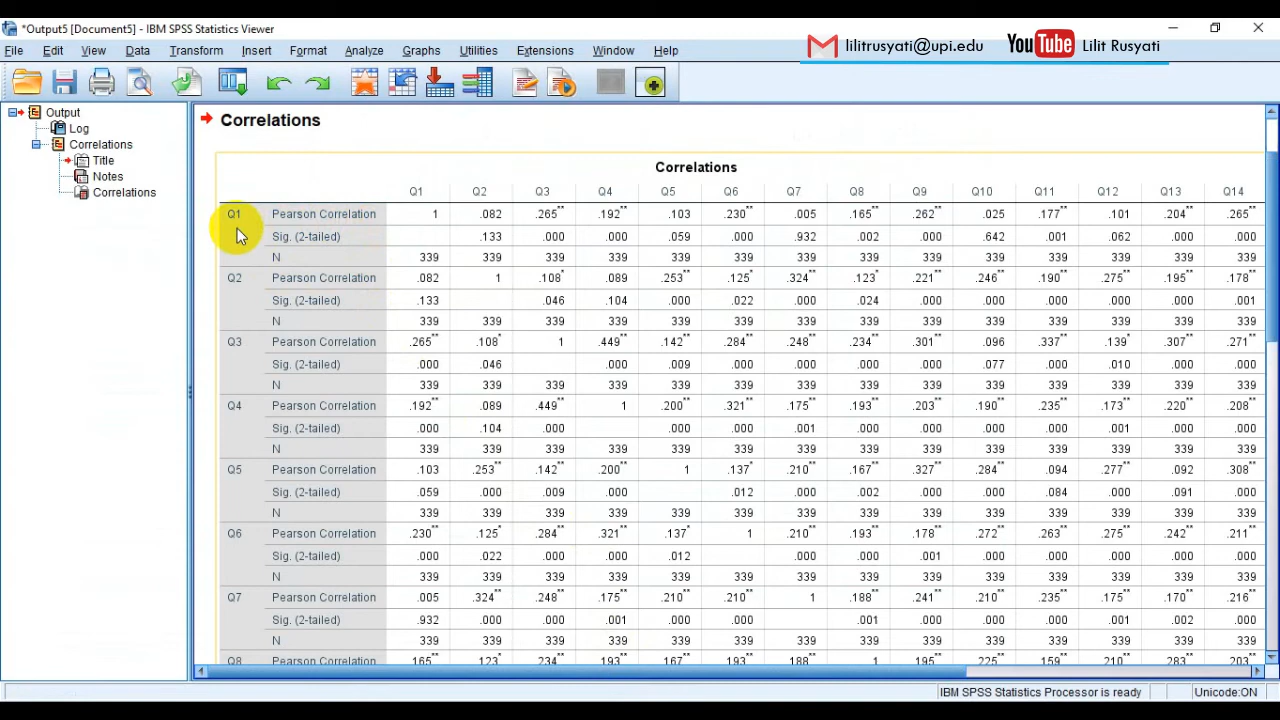 *Output5 [Document5] - IBM SPSS Statistics Viewer
File Edit View Data Transform Insert Format Analyze Graphs Utilities Extensions Window Help
lilitrusyati@upi.edu YouTube Lilit Rusyati
Output
Log
Correlations
Title
Notes
Correlations
Correlations
Correlations
Q1 Q2 Q3 Q4 Q5 Q6 Q7 Q8 Q9 Q10 Q11 Q12 Q13 Q14
Q1 Pearson Correlation 1 .082 .265** .192** .103 .230** .005 .165** .262** .025 .177** .101 .204** .265**
Sig. (2-tailed) .133 .000 .000 .059 .000 .932 .002 .000 .642 .001 .062 .000 .000
N 339 339 339 339 339 339 339 339 339 339 339 339 339 339
Q2 Pearson Correlation .082 1 .108* .089 .253** .125* .324** .123* .221** .246** .190** .275** .195** .178**
Sig. (2-tailed) .133 .046 .104 .000 .022 .000 .024 .000 .000 .000 .000 .000 .001
N 339 339 339 339 339 339 339 339 339 339 339 339 339 339
Q3 Pearson Correlation .265** .108* 1 .449** .142** .284** .248** .234** .301** .096 .337** .139* .307** .271**
Sig. (2-tailed) .000 .046 .000 .009 .000 .000 .000 .000 .077 .000 .010 .000 .000
N 339 339 339 339 339 339 339 339 339 339 339 339 339 339
Q4 Pearson Correlation .192** .089 .449** 1 .200** .321** .175** .193** .203** .190** .235** .173** .220** .208**
Sig. (2-tailed) .000 .104 .000 .000 .000 .001 .000 .000 .000 .000 .001 .000 .000
N 339 339 339 339 339 339 339 339 339 339 339 339 339 339
Q5 Pearson Correlation .103 .253** .142** .200** 1 .137* .210** .167** .327** .284** .094 .277** .092 .308**
Sig. (2-tailed) .059 .000 .009 .000 .012 .000 .002 .000 .000 .084 .000 .091 .000
N 339 339 339 339 339 339 339 339 339 339 339 339 339 339
Q6 Pearson Correlation .230** .125* .284** .321** .137* 1 .210** .193** .178** .272** .263** .275** .242** .211**
Sig. (2-tailed) .000 .022 .000 .000 .012 .000 .000 .001 .000 .000 .000 .000 .000
N 339 339 339 339 339 339 339 339 339 339 339 339 339 339
Q7 Pearson Correlation .005 .324** .248** .175** .210** .210** 1 .188** .241** .210** .235** .175** .170** .216**
Sig. (2-tailed) .932 .000 .000 .001 .000 .000 .001 .000 .000 .000 .001 .002 .000
N 339 339 339 339 339 339 339 339 339 339 339 339 339 339
Q8 Pearson Correlation .165** .123* .234** .193** .167** .193** .188** 1 .195** .225** .159** .210** .283** .203**
IBM SPSS Statistics Processor is ready Unicode:ON